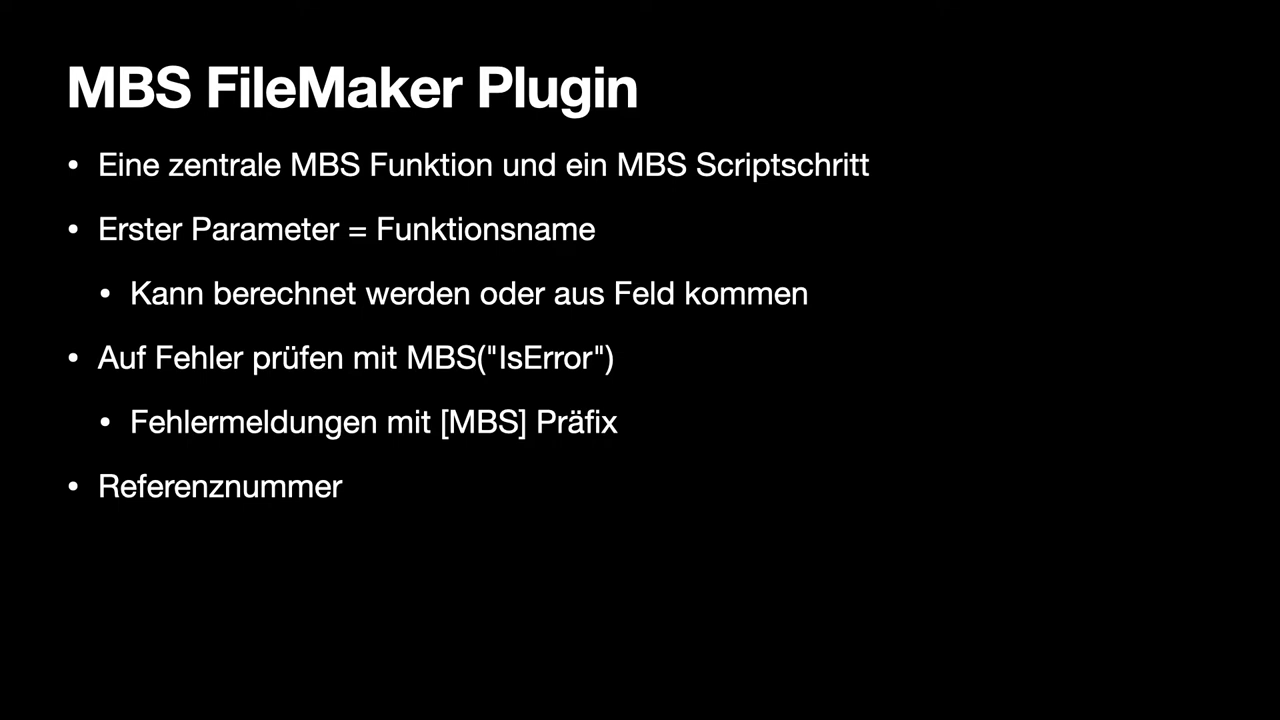 MBS FileMaker Plugin
• Eine zentrale MBS Funktion und ein MBS Scriptschritt
• Erster Parameter = Funktionsname
• Kann berechnet werden oder aus Feld kommen
• Auf Fehler prüfen mit MBS("IsError")
• Fehlermeldungen mit [MBS] Präfix
• Referenznummer